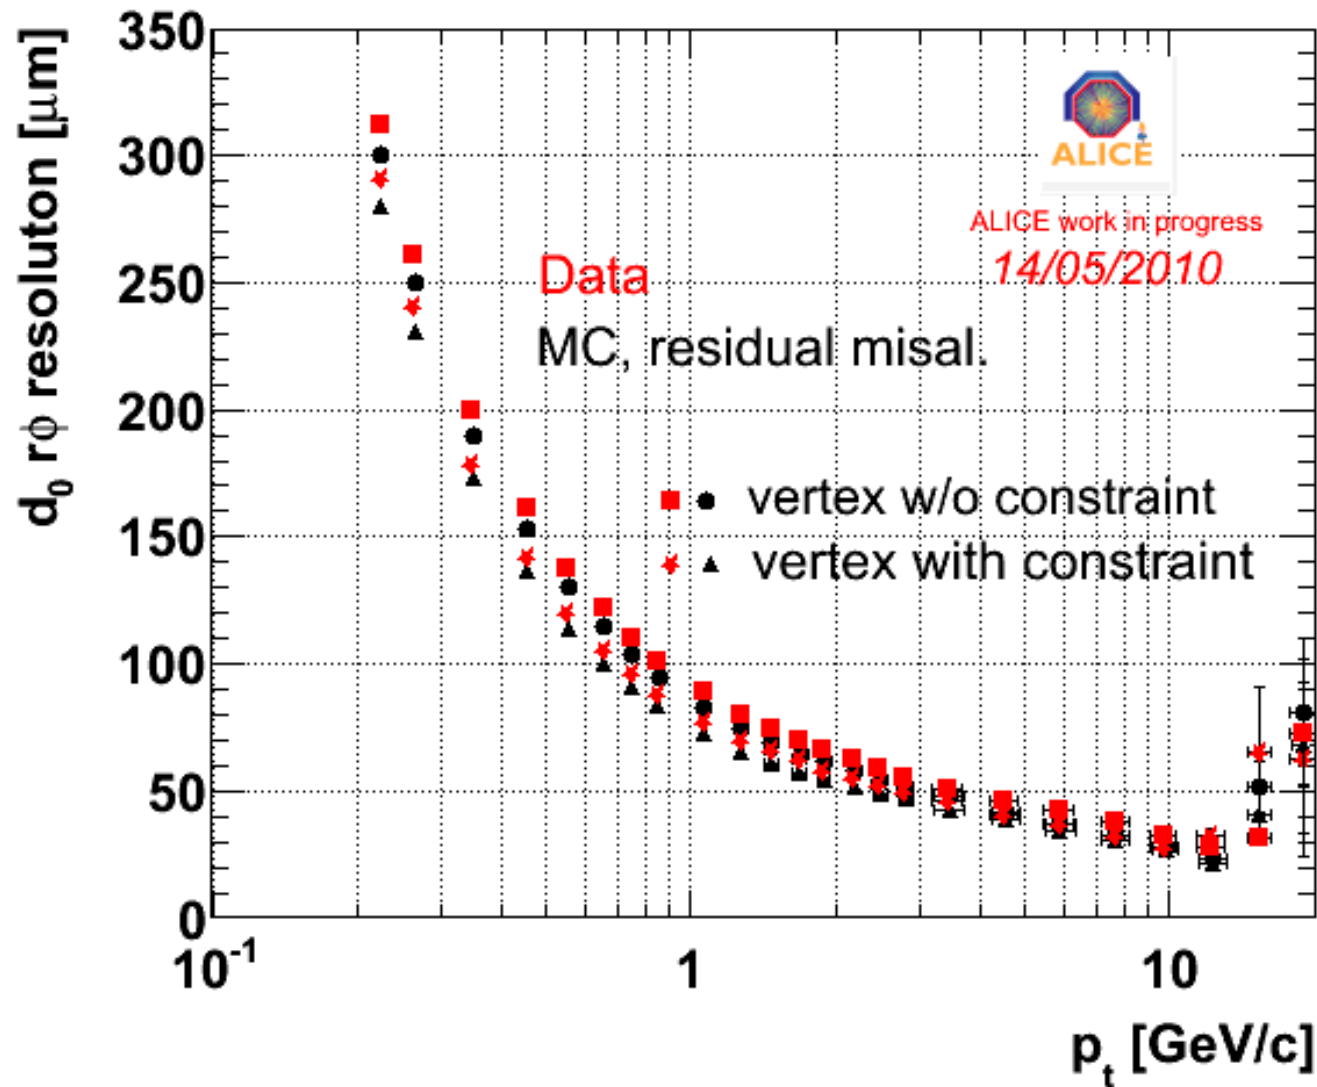 d0 rϕ resoluton [μm]
350
300
250
200
150
100
50
0
ALICE
ALICE work in progress
14/05/2010
Data
MC, residual misal.
vertex w/o constraint
vertex with constraint
10-1
1
10
pt [GeV/c]